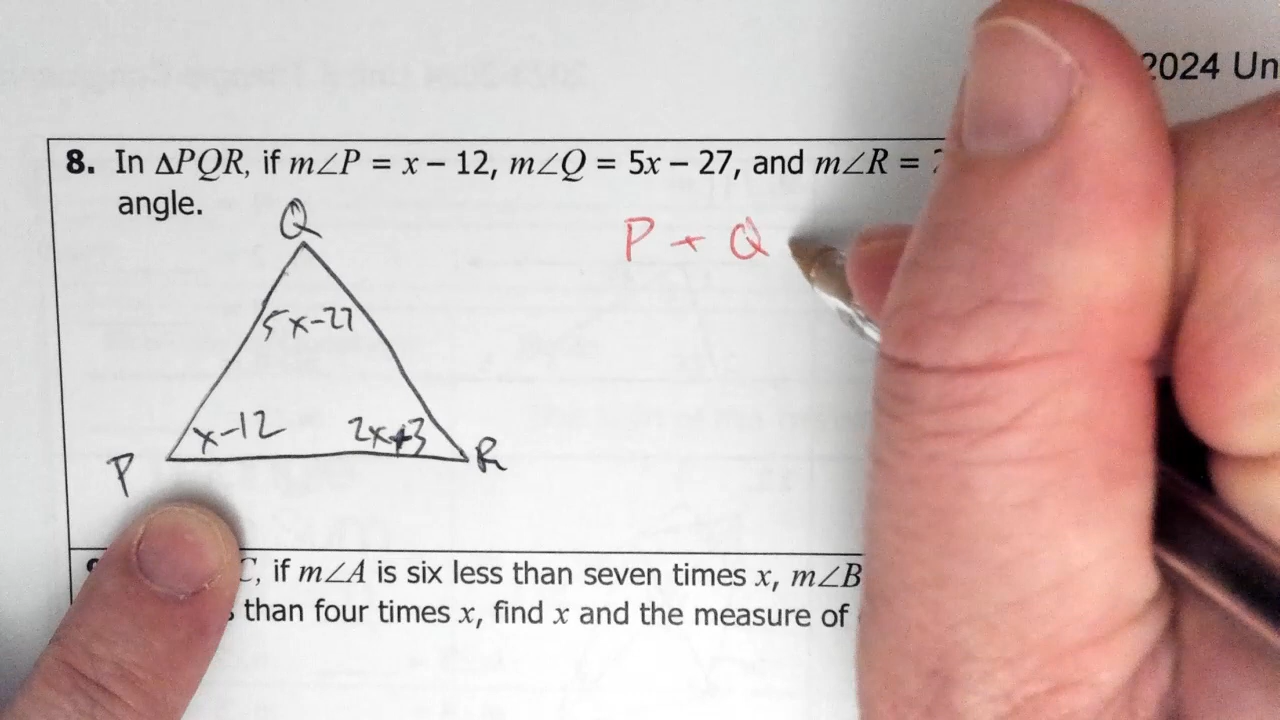 2024 Un
8. In ΔPQR, if m∠P = x – 12, m∠Q = 5x – 27, and m∠R =
angle.
Q
P + Q
5x-27
x-12 2x+3
P R
C, if m∠A is six less than seven times x, m∠B
than four times x, find x and the measure of